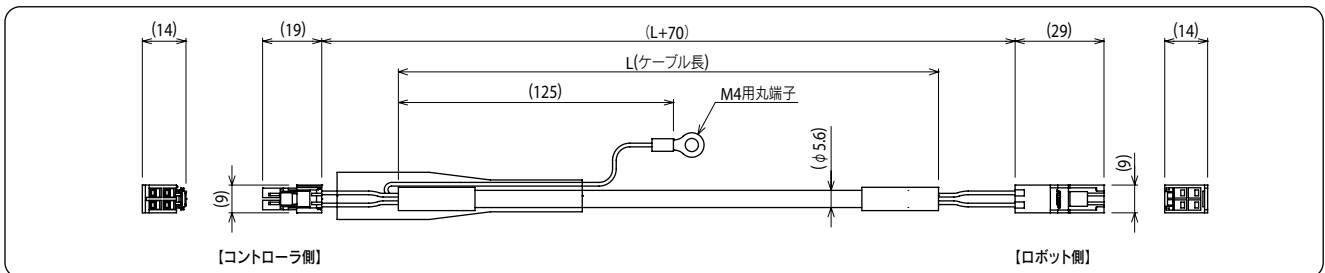 (14)
(19)
(L+70)
(29)
(14)
L(ケーブル長)
(125)
M4用丸端子
(φ5.6)
(9)
(9)
【コントローラ側】
【ロボット側】